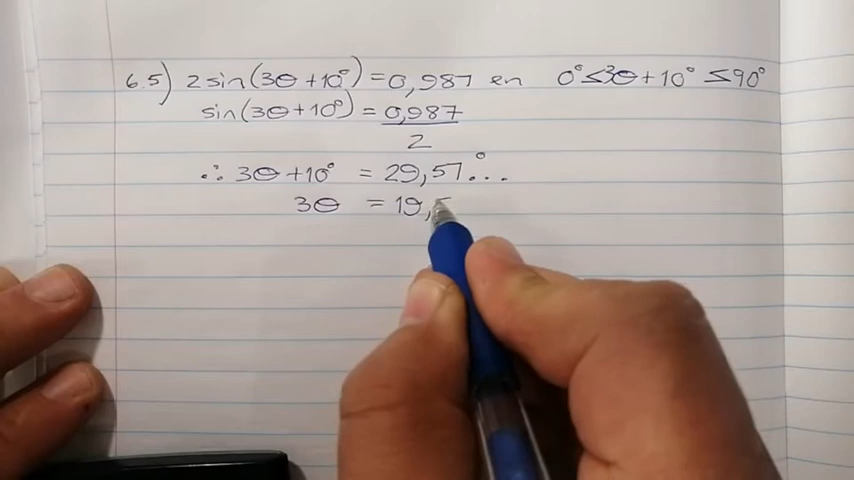 6.5) 2 sin(3θ + 10°) = 0,987 en 0° ≤ 3θ + 10° ≤ 90°
sin(3θ + 10°) = 0,987
2
∴ 3θ + 10° = 29,57°...
3θ = 19,5